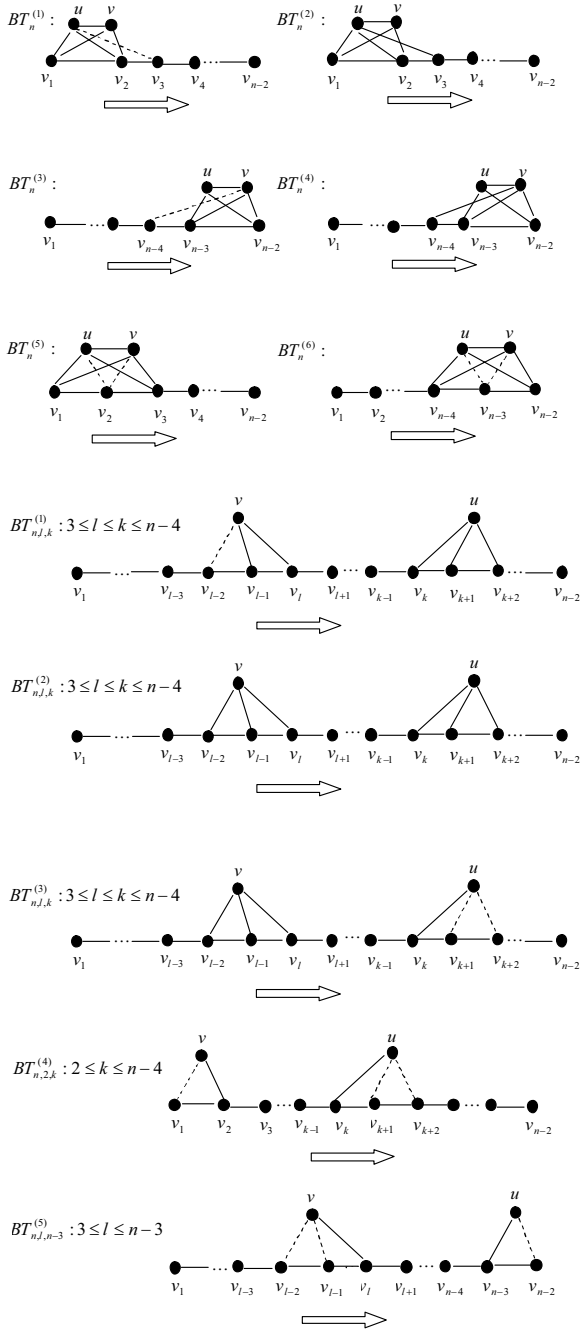 BT_n^{(1)}: u v BT_n^{(2)}: u v
v_1 v_2 v_3 v_4 v_{n-2} v_1 v_2 v_3 v_4 v_{n-2}
BT_n^{(3)}: u v BT_n^{(4)}: u v
v_1 ... v_{n-4} v_{n-3} v_{n-2} v_1 ... v_{n-4} v_{n-3} v_{n-2}
BT_n^{(5)}: u v BT_n^{(6)}: u v
v_1 v_2 v_3 v_4 v_{n-2} v_1 v_2 v_{n-4} v_{n-3} v_{n-2}
v u
BT_{n,l,k}^{(1)}: 3 ≤ l ≤ k ≤ n-4
v_1 ... v_{l-3} v_{l-2} v_{l-1} v_l v_{l+1} ... v_{k-1} v_k v_{k+1} v_{k+2} ... v_{n-2}
v u
BT_{n,l,k}^{(2)}: 3 ≤ l ≤ k ≤ n-4
v_1 ... v_{l-3} v_{l-2} v_{l-1} v_l v_{l+1} ... v_{k-1} v_k v_{k+1} v_{k+2} ... v_{n-2}
v u
BT_{n,l,k}^{(3)}: 3 ≤ l ≤ k ≤ n-4
v_1 ... v_{l-3} v_{l-2} v_{l-1} v_l v_{l+1} ... v_{k-1} v_k v_{k+1} v_{k+2} ... v_{n-2}
v u
BT_{n,2,k}^{(4)}: 2 ≤ k ≤ n-4
v_1 v_2 v_3 ... v_{k-1} v_k v_{k+1} v_{k+2} ... v_{n-2}
v u
BT_{n,l,n-3}^{(5)}: 3 ≤ l ≤ n-3
v_1 ... v_{l-3} v_{l-2} v_{l-1} v_l v_{l+1} ... v_{n-4} v_{n-3} v_{n-2}